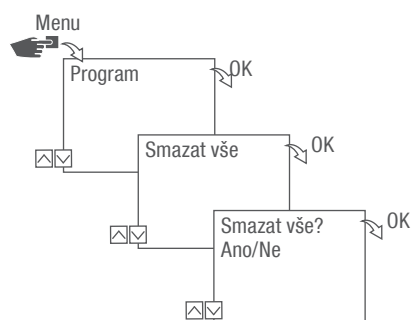 Menu
Program
OK
Smazat vše
OK
Smazat vše?
Ano/Ne
OK